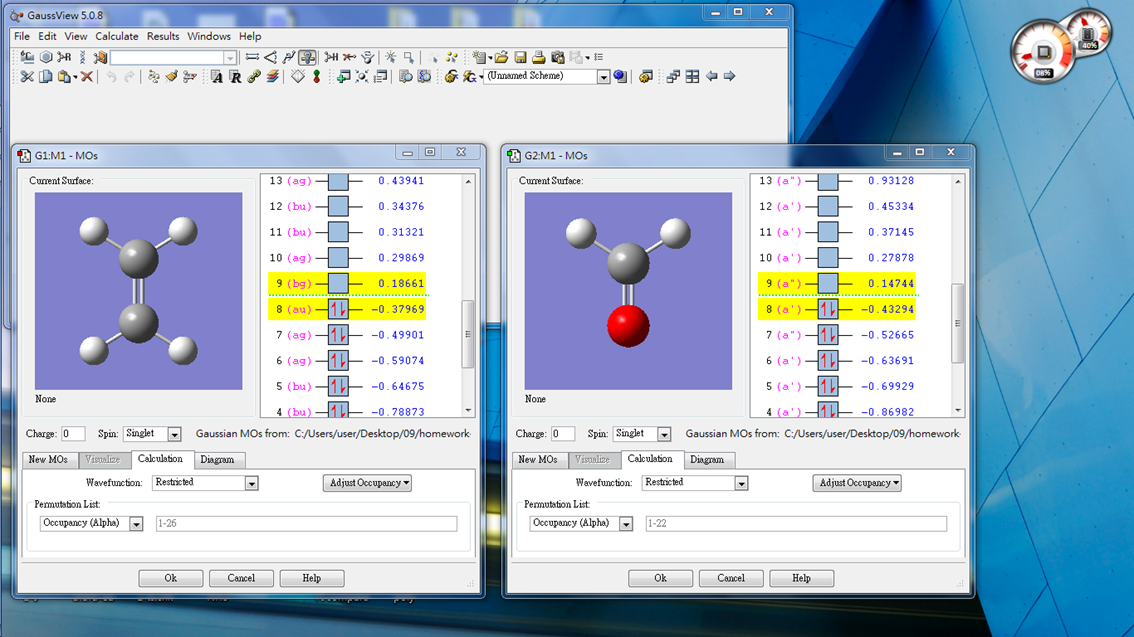 GaussView 5.0.8
File Edit View Calculate Results Windows Help
(Unnamed Scheme)
G1:M1 - MOs
Current Surface:
13 (ag) 0.43941
12 (bu) 0.34376
11 (bu) 0.31321
10 (ag) 0.29869
9 (bg) 0.18661
8 (au) -0.37969
7 (ag) -0.49901
6 (ag) -0.59074
5 (bu) -0.64675
4 (bu) -0.78873
None
Charge: 0 Spin: Singlet Gaussian MOs from: C:/Users/user/Desktop/09/homework
New MOs Visualize Calculation Diagram
Wavefunction: Restricted Adjust Occupancy
Permutation List:
Occupancy (Alpha) 1-26
Ok Cancel Help
G2:M1 - MOs
Current Surface:
13 (a") 0.93128
12 (a') 0.45334
11 (a') 0.37145
10 (a') 0.27878
9 (a") 0.14744
8 (a') -0.43294
7 (a") -0.52665
6 (a') -0.63691
5 (a') -0.69929
4 (a') -0.86982
None
Charge: 0 Spin: Singlet Gaussian MOs from: C:/Users/user/Desktop/09/homework
New MOs Visualize Calculation Diagram
Wavefunction: Restricted Adjust Occupancy
Permutation List:
Occupancy (Alpha) 1-22
Ok Cancel Help
40%
08%